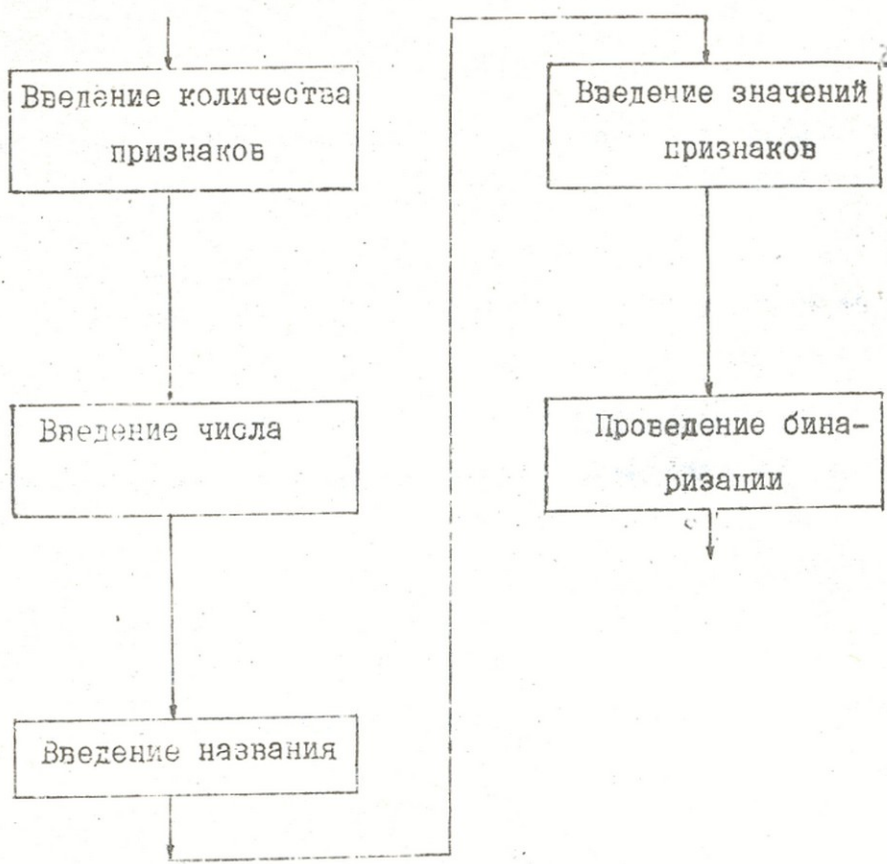 Введение количества
признаков
Введение числа
Введение названия
Введение значений
признаков
Проведение бина-
ризации